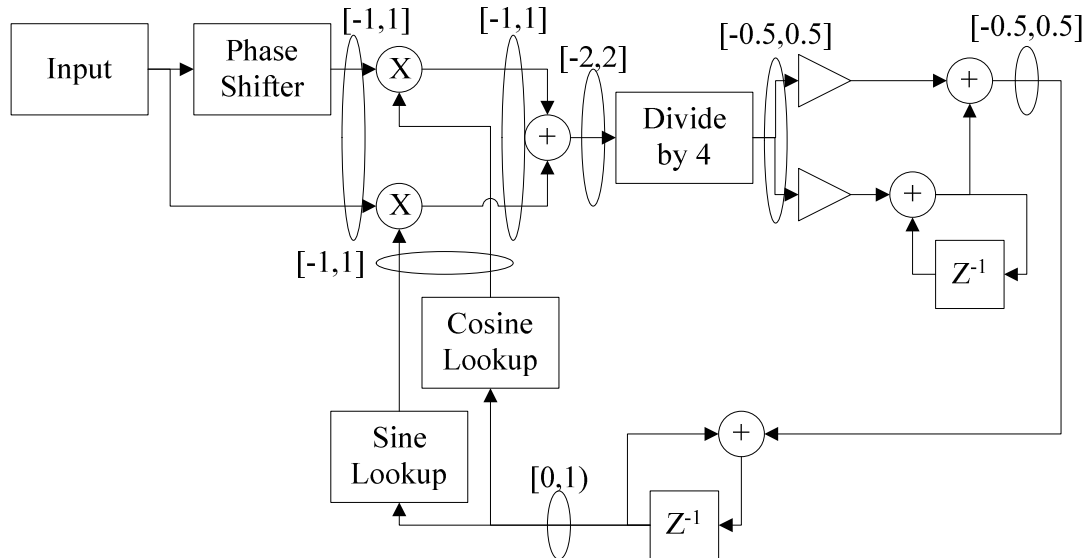 [-1,1]
[-1,1]
[-0.5,0.5]
[-0.5,0.5]
Input
Phase
Shifter
X
[-2,2]
+
Divide
by 4
+
X
+
[-1,1]
Z-1
Cosine
Lookup
Sine
Lookup
+
[0,1)
Z-1